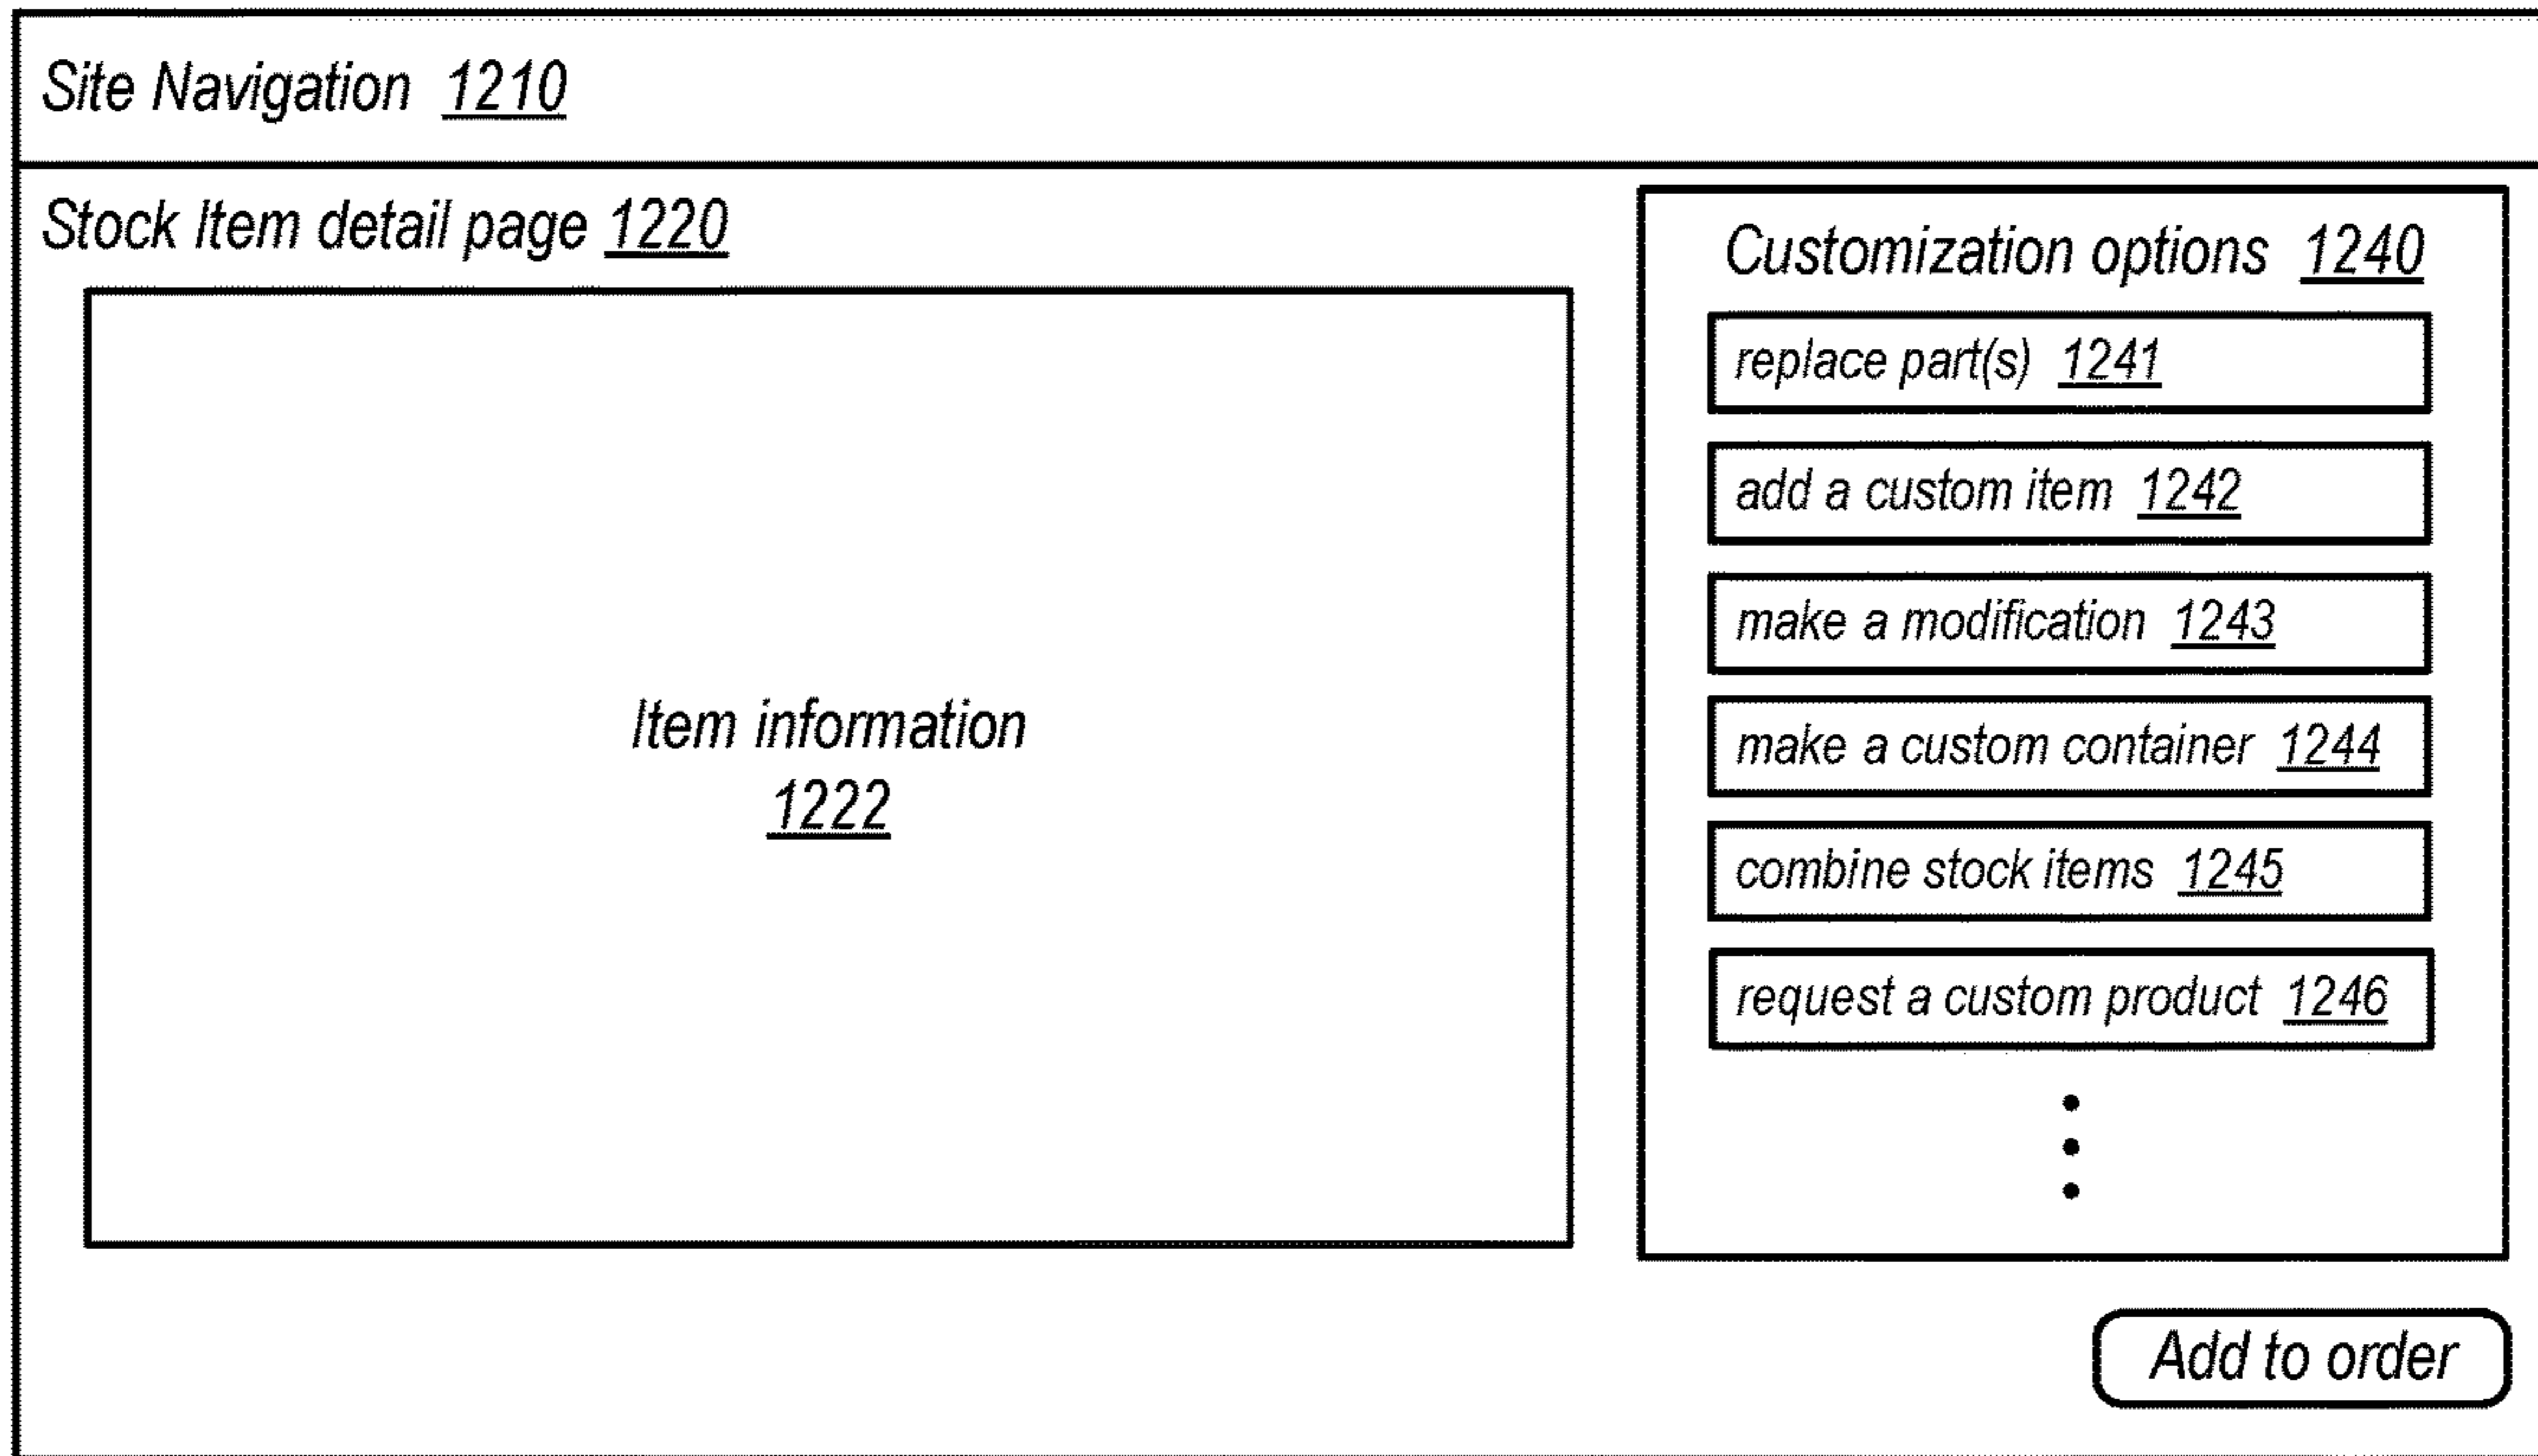 Site Navigation 1210
Stock Item detail page 1220
Item information
1222
Customization options 1240
replace part(s) 1241
add a custom item 1242
make a modification 1243
make a custom container 1244
combine stock items 1245
request a custom product 1246
Add to order